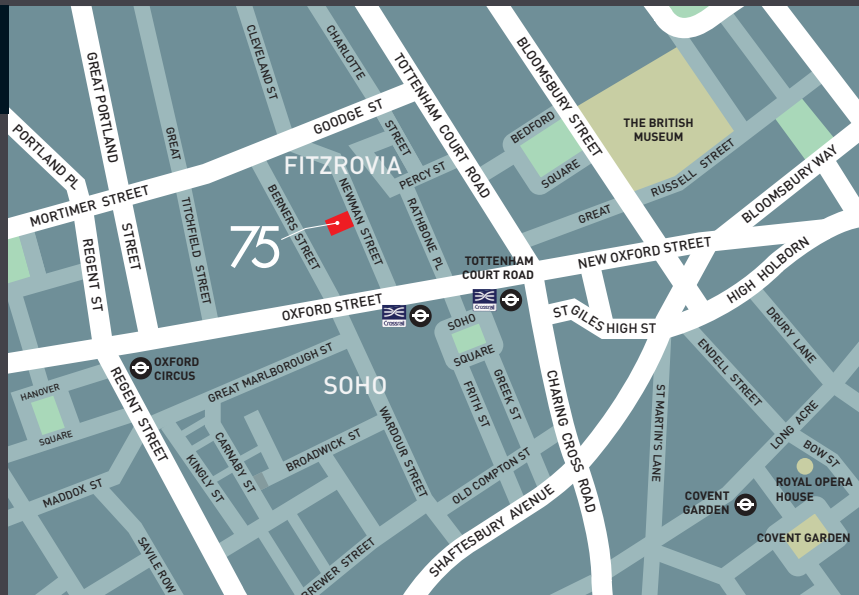 CLEVELAND ST
CHARLOTTE
STREET
TOTTENHAM COURT ROAD
BLOOMSBURY STREET
GREAT PORTLAND
STREET
GOODGE ST
THE BRITISH
MUSEUM
BEDFORD
SQUARE
PORTLAND PL
GREAT
TITCHFIELD STREET
FITZROVIA
PERCY ST
RUSSELL STREET
GREAT
BLOOMSBURY WAY
MORTIMER STREET
BERNERS STREET
NEWMAN STREET
RATHBONE PL
75
REGENT ST
NEW OXFORD STREET
TOTTENHAM
COURT ROAD
HIGH HOLBORN
OXFORD STREET
Crossrail
Crossrail
ST GILES HIGH ST
SOHO
SQUARE
DRURY LANE
OXFORD
CIRCUS
GREAT MARLBOROUGH ST
ENDELL STREET
HANOVER
SQUARE
REGENT STREET
SOHO
FRITH ST
GREEK ST
CHARING CROSS ROAD
ST MARTIN'S LANE
WARDOUR STREET
CARNABY ST
KINGLY ST
BROADWICK ST
LONG ACRE
BOW ST
OLD COMPTON ST
MADDOX ST
ROYAL OPERA
HOUSE
COVENT
GARDEN
SHAFTESBURY AVENUE
COVENT GARDEN
SAVILE ROW
BREWER STREET